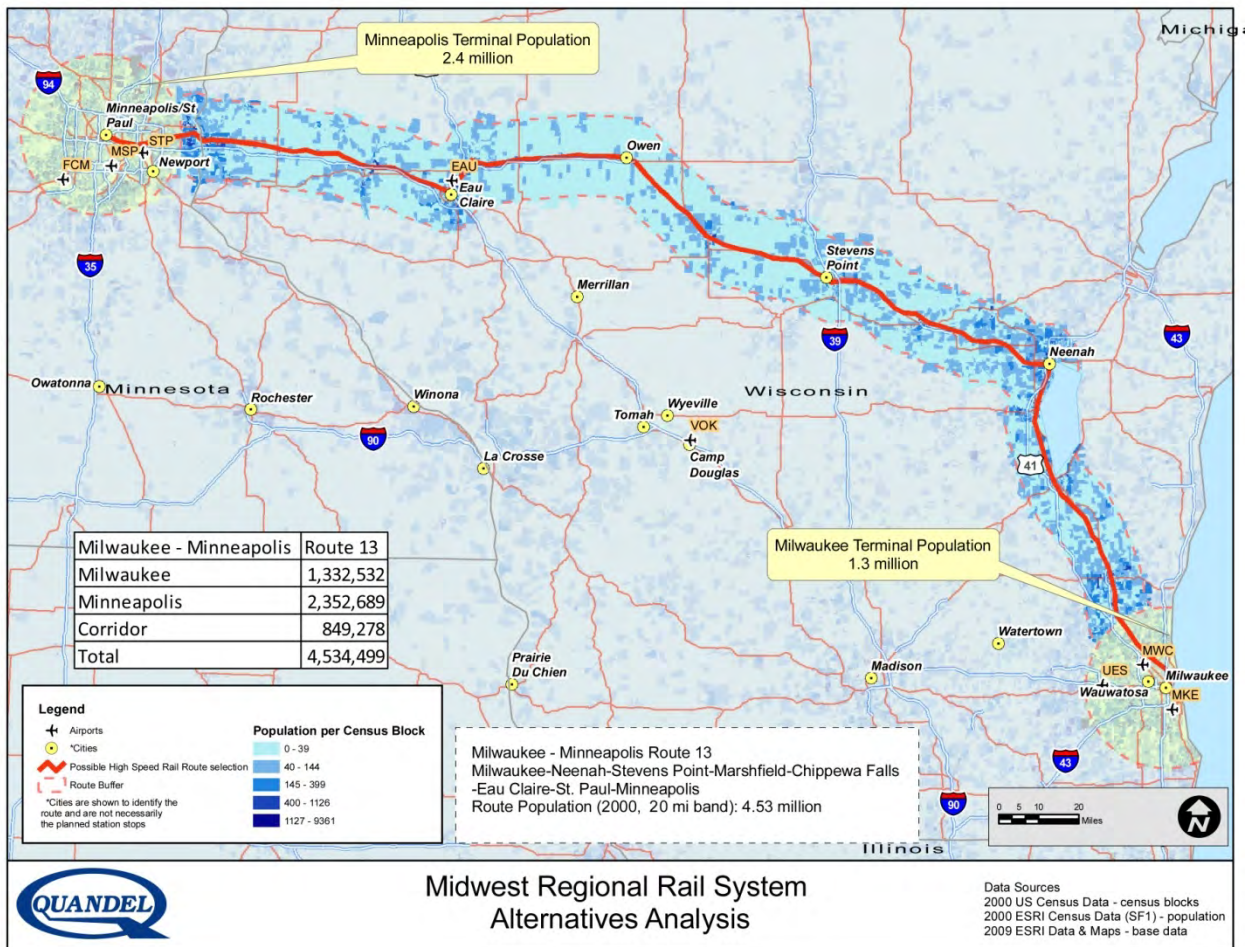 Michiga
Minneapolis Terminal Population
2.4 million
94
Minneapolis/St
Paul
STP
MSP
FCM
Newport
EAU
Eau
Claire
Owen
35
Stevens
Point
Merrillan
39
43
Neenah
Owatonna
Minnesota
Rochester
Winona
Wisconsin
Tomah
Wyeville
VOK
90
Camp
Douglas
La Crosse
41
Milwaukee - Minneapolis Route 13
Milwaukee 1,332,532
Minneapolis 2,352,689
Corridor 849,278
Total 4,534,499
Milwaukee Terminal Population
1.3 million
Watertown
Prairie
Du Chien
Madison
MWC
UES
Milwaukee
Wauwatosa
MKE
43
90
Illinois
Legend
Airports
*Cities
Possible High Speed Rail Route selection
Route Buffer
*Cities are shown to identify the
route and are not necessarily
the planned station stops
Population per Census Block
0 - 39
40 - 144
145 - 399
400 - 1126
1127 - 9361
Milwaukee - Minneapolis Route 13
Milwaukee-Neenah-Stevens Point-Marshfield-Chippewa Falls
-Eau Claire-St. Paul-Minneapolis
Route Population (2000, 20 mi band): 4.53 million
0 5 10 20
Miles
N
QUANDEL
Midwest Regional Rail System
Alternatives Analysis
Data Sources
2000 US Census Data - census blocks
2000 ESRI Census Data (SF1) - population
2009 ESRI Data & Maps - base data